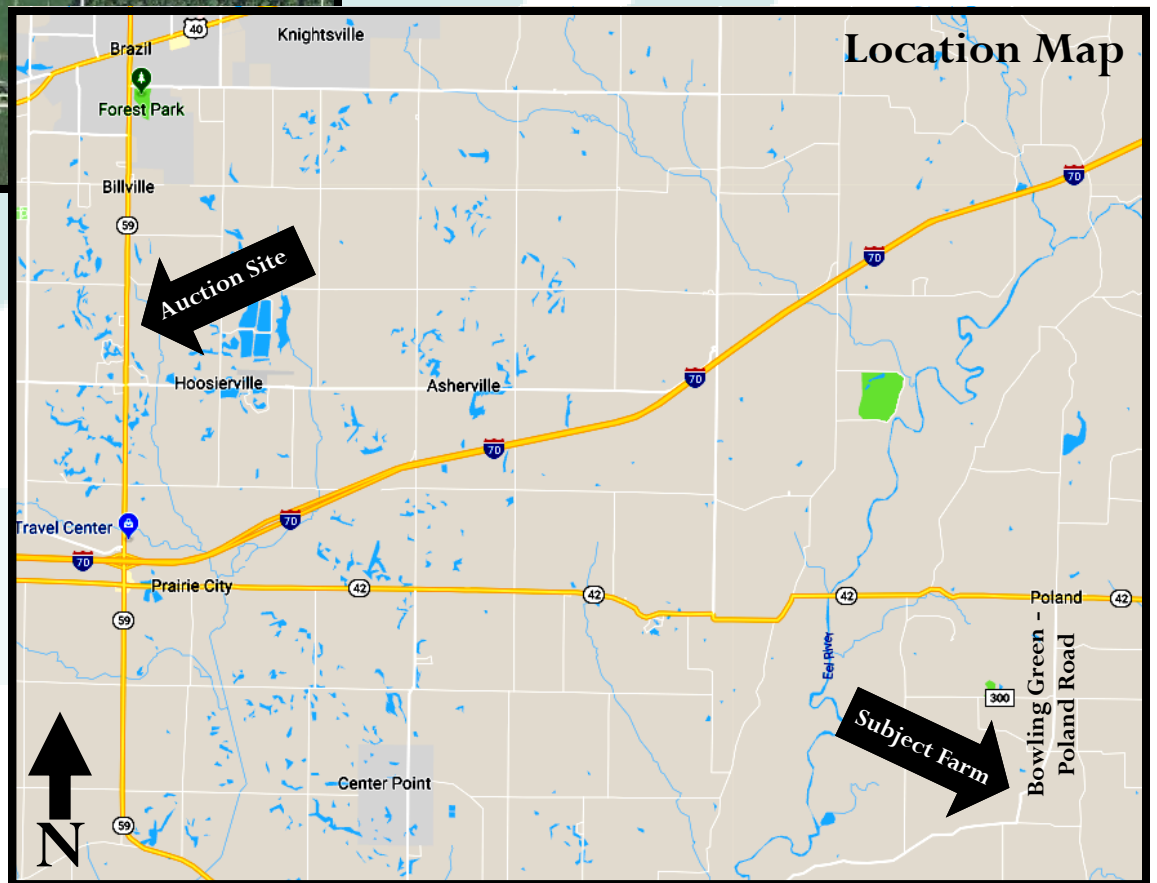 Location Map
40
Knightsville
Brazil
Forest Park
70
Billville
59
70
Auction Site
70
Hoosierville
Asherville
70
70
Travel Center
70
Prairie City
42
42
42
Poland
42
59
Eel River
300
Bowling Green -
Poland Road
Subject Farm
Center Point
59
N